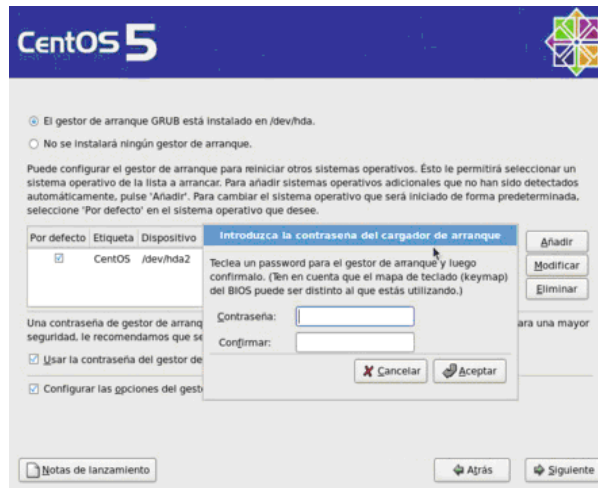 CentOS 5
El gestor de arranque GRUB está instalado en /dev/hda.
No se instalará ningún gestor de arranque.
Puede configurar el gestor de arranque para reiniciar otros sistemas operativos. Ésto le permitirá seleccionar un
sistema operativo de la lista a arrancar. Para añadir sistemas operativos adicionales que no han sido detectados
automáticamente, pulse 'Añadir'. Para cambiar el sistema operativo que será iniciado de forma predeterminada,
seleccione 'Por defecto' en el sistema operativo que desee.
Por defecto Etiqueta Dispositivo
CentOS /dev/hda2
Añadir
Modificar
Eliminar
Introduzca la contraseña del cargador de arranque
Teclea un password para el gestor de arranque y luego
confirmalo. (Ten en cuenta que el mapa de teclado (keymap)
del BIOS puede ser distinto al que estás utilizando.)
Contraseña:
Confirmar:
Cancelar Aceptar
Una contraseña de gestor de arranq ara una mayor
seguridad, le recomendamos que se
Usar la contraseña del gestor de
Configurar las opciones del gest
Notas de lanzamiento Atrás Siguiente